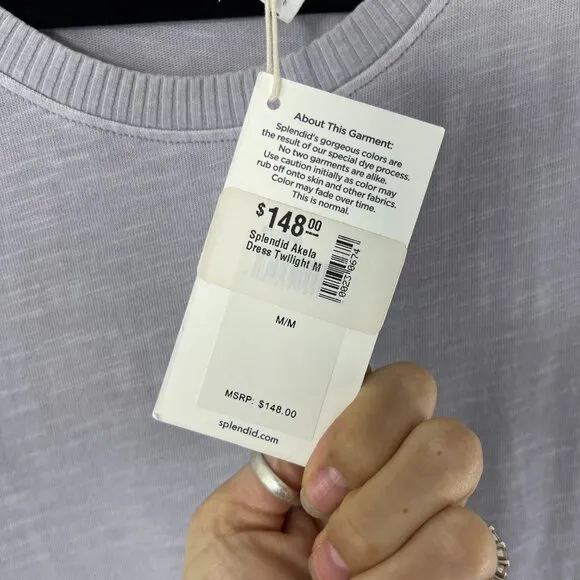 About This Garment:
Splendid's gorgeous colors are
the result of our special dye process.
No two garments are alike.
Use caution initially as color may
rub off onto skin and other fabrics.
Color may fade over time.
This is normal.
$148.00
Splendid Akela
Dress Twilight M
002370674
M/M
MSRP: $148.00
splendid.com